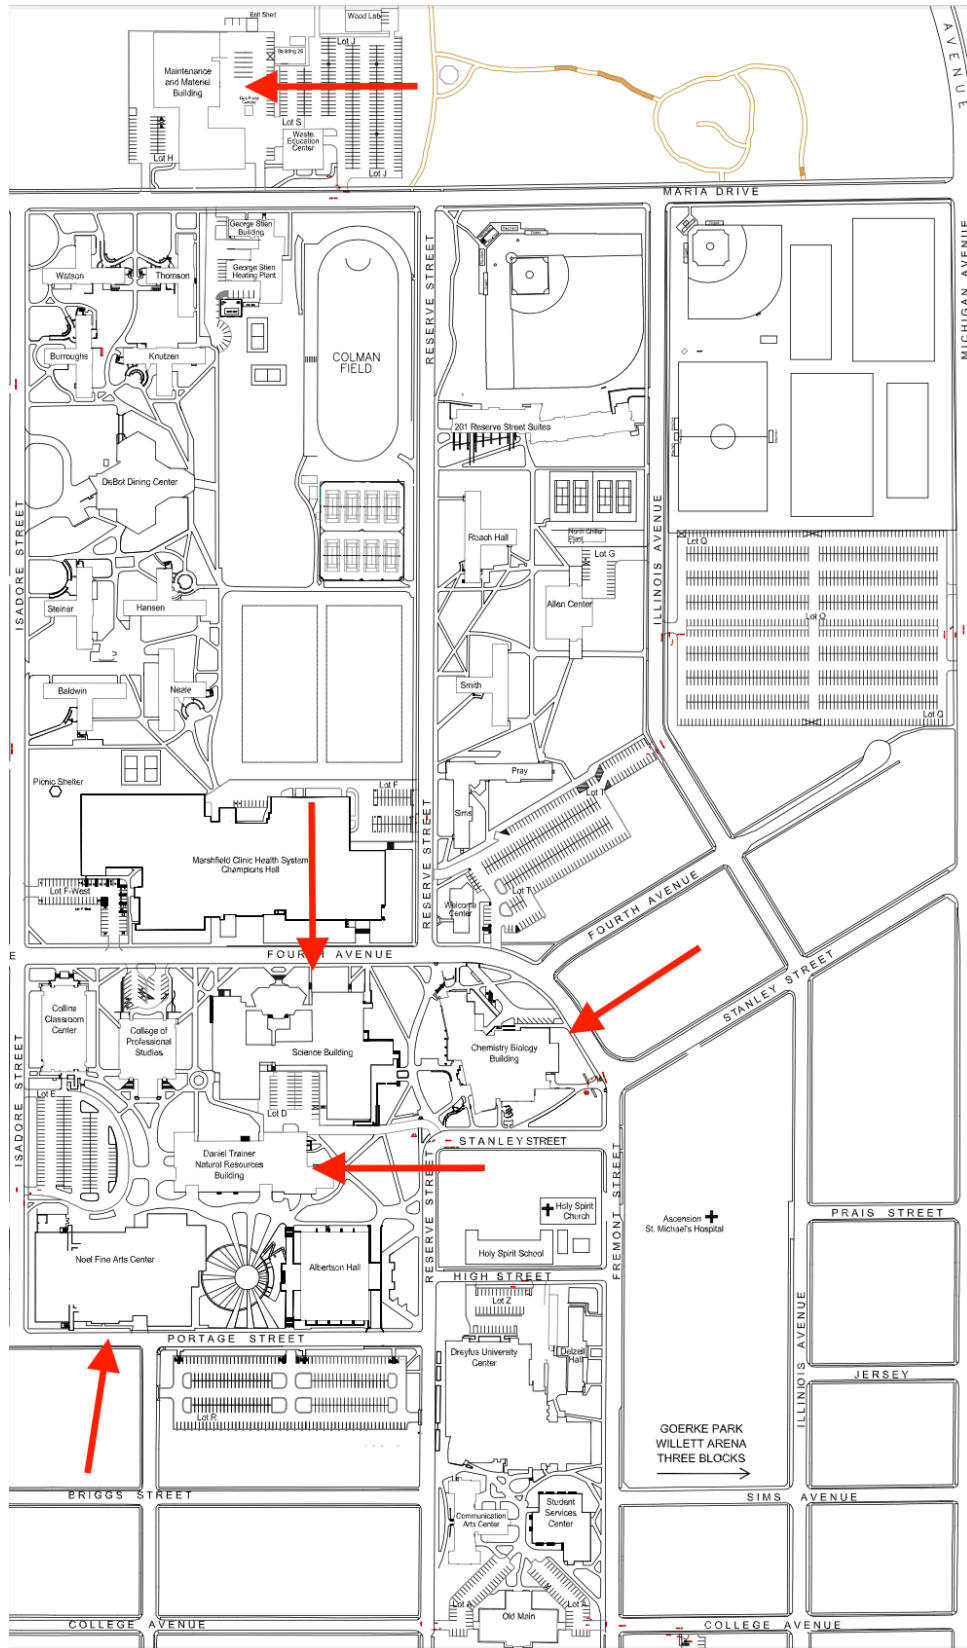 Salt Shed
Wood Lab
Lot J
Building 26
Maintenance
and Materiel
Building
Lot S
Waste
Education
Center
Lot H
Lot J
AVENUE
MARIA DRIVE
George Stien
Building
George Stien
Heating Plant
Watson
Thomson
Burroughs
Knutzen
COLMAN
FIELD
RESERVE STREET
MICHIGAN AVENUE
201 Reserve Street Suites
DeBot Dining Center
ISADORE STREET
Roach Hall
North Chiller
Plant
Lot G
ILLINOIS AVENUE
Lot Q
Allen Center
Steiner
Hansen
Lot Q
Baldwin
Neale
Smith
Lot Q
Picnic Shelter
Pray
Lot F
Lot T
Sims
Marshfield Clinic Health System
Champions Hall
RESERVE STREET
Lot F-West
Lot T
Welcome
Center
FOURTH AVENUE
FOURTH AVENUE
E
STANLEY STREET
Collins
Classroom
Center
College of
Professional
Studies
Science Building
Chemistry Biology
Building
ISADORE STREET
Lot E
Lot D
STANLEY STREET
Daniel Trainer
Natural Resources
Building
RESERVE STREET
FREMONT STREET
Holy Spirit
Church
Ascension
St. Michael's Hospital
PRAIS STREET
Noel Fine Arts Center
Albertson Hall
Holy Spirit School
HIGH STREET
Lot Z
PORTAGE STREET
Dreyfus University
Center
Delzell
Hall
ILLINIOIS AVENUE
JERSEY
Lot R
GOERKE PARK
WILLETT ARENA
THREE BLOCKS
BRIGGS STREET
SIMS AVENUE
Communication
Arts Center
Student
Services
Center
Lot A
Old Main
Lot A
COLLEGE AVENUE
COLLEGE AVENUE